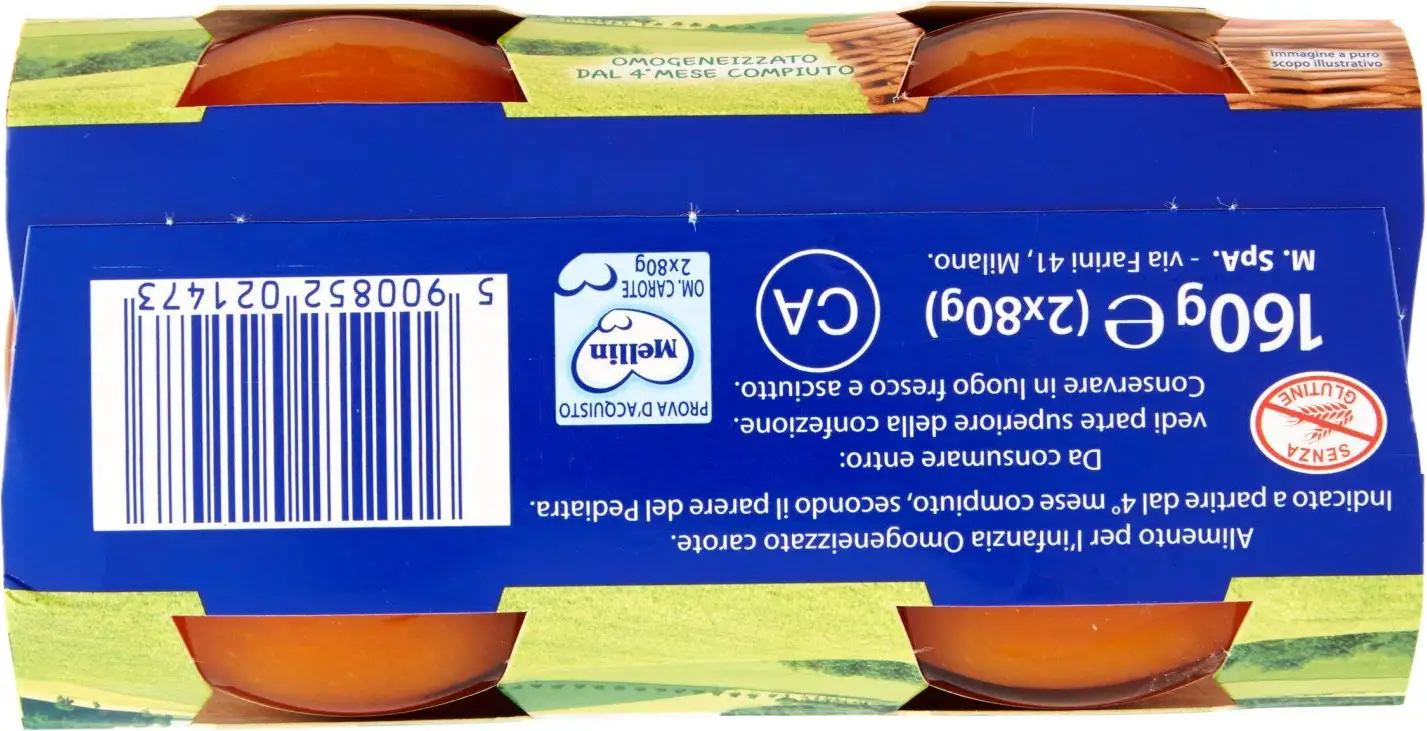 OMOGENEIZZATO
DAL 4° MESE COMPIUTO
Immagine a puro
scopo illustrativo
Alimento per l'infanzia Omogeneizzato carote.
Indicato a partire dal 4° mese compiuto, secondo il parere del Pediatra.
Da consumare entro:
vedi parte superiore della confezione.
Conservare in luogo fresco e asciutto.
SENZA
GLUTINE
160g e (2x80g)
M. SpA. - via Farini 41, Milano.
CA
PROVA D'ACQUISTO
Mellin
OM. CAROTE
2x80g
5 900852 021473